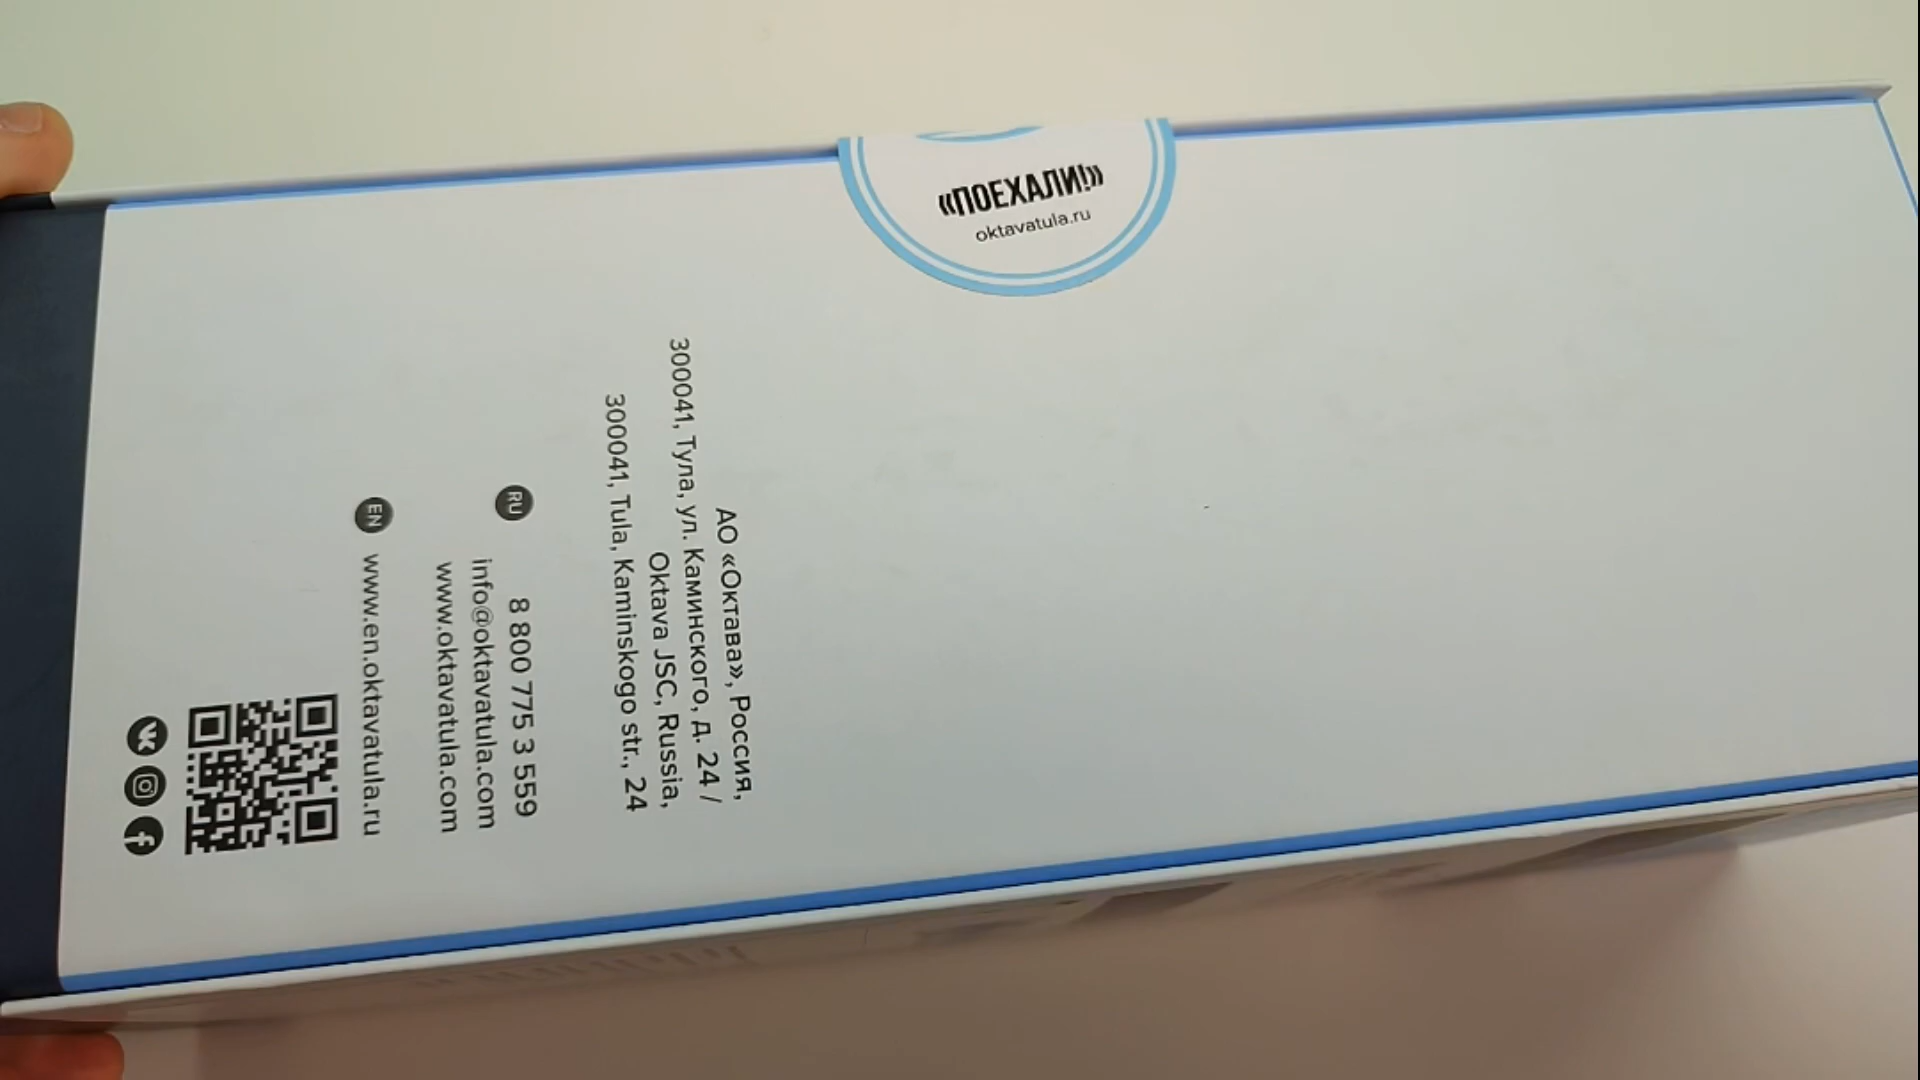 «ПОЕХАЛИ!»
oktavatula.ru
АО «Октава», Россия,
300041, Тула, ул. Каминского, д. 24 /
Oktava JSC, Russia,
300041, Tula, Kaminskogo str., 24
RU
8 800 775 3 559
info@oktavatula.com
www.oktavatula.com
EN
www.en.oktavatula.ru